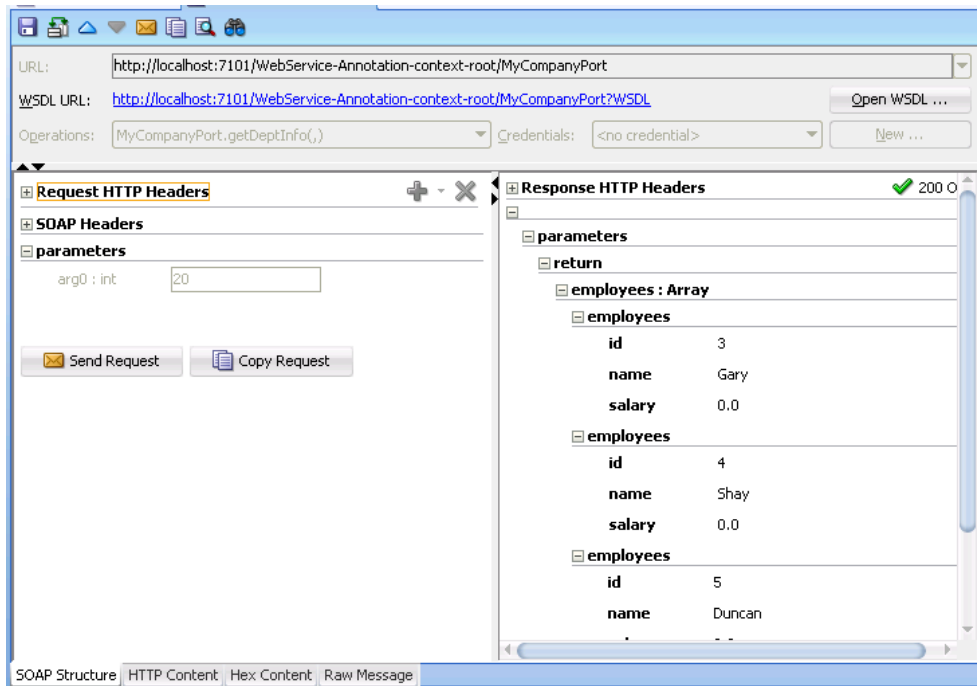 URL: http://localhost:7101/WebService-Annotation-context-root/MyCompanyPort
WSDL URL: http://localhost:7101/WebService-Annotation-context-root/MyCompanyPort?WSDL Open WSDL ...
Operations: MyCompanyPort.getDeptInfo(,) Credentials: <no credential> New ...
Request HTTP Headers
SOAP Headers
parameters
arg0 : int 20
Send Request Copy Request
Response HTTP Headers 200 O
parameters
return
employees : Array
employees
id 3
name Gary
salary 0.0
employees
id 4
name Shay
salary 0.0
employees
id 5
name Duncan
SOAP Structure HTTP Content Hex Content Raw Message